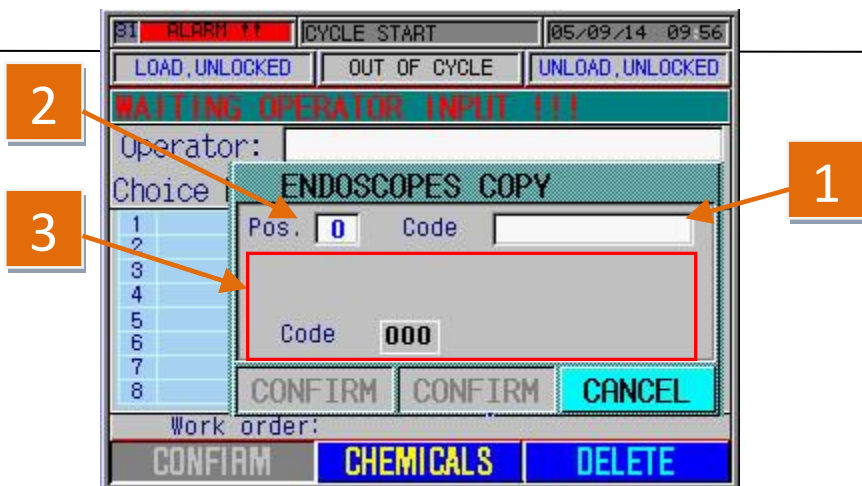 31 ALARM !! CYCLE START 05/09/14 09:56
LOAD,UNLOCKED OUT OF CYCLE UNLOAD,UNLOCKED
WAITING OPERATOR INPUT !!!
2
Operator:
Choice
ENDOSCOPES COPY
1
Pos. 0 Code
3
1
2
3
4
5
6
7
8
Code 000
CONFIRM CONFIRM CANCEL
Work order:
CONFIRM CHEMICALS DELETE